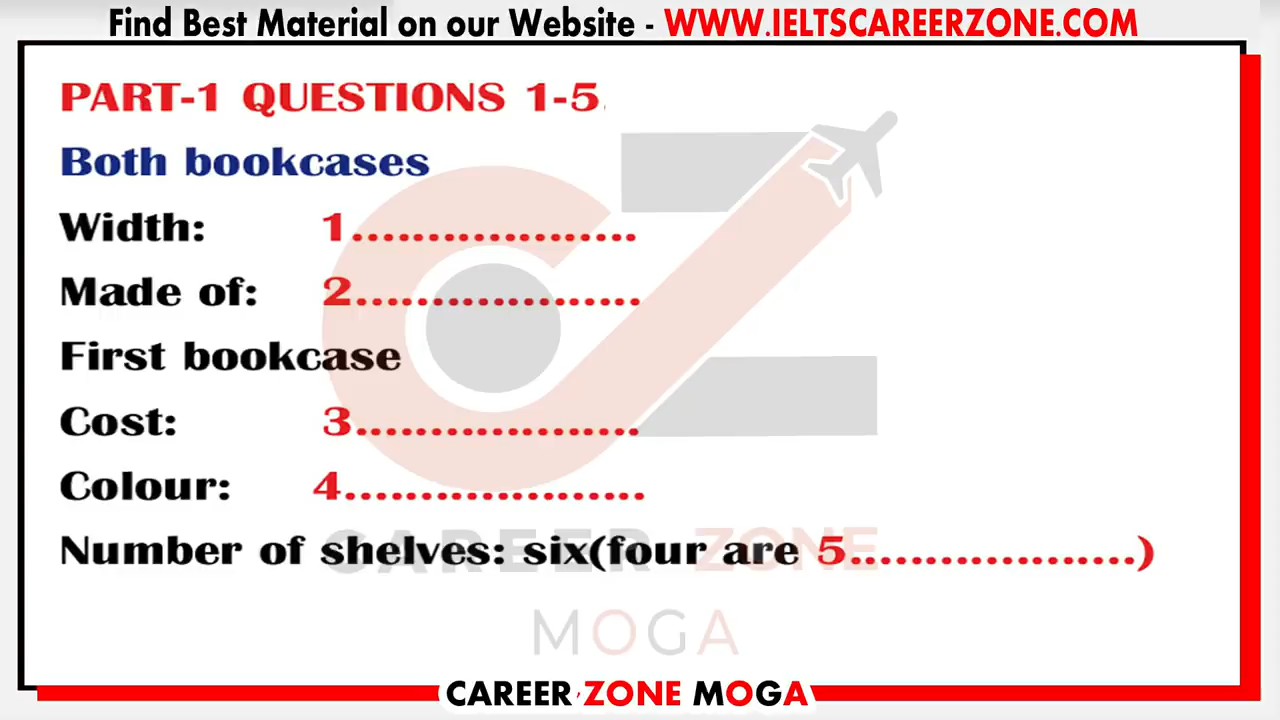 Find Best Material on our Website - WWW.IELTSCAREERZONE.COM
PART-1 QUESTIONS 1-5
Both bookcases
Width: 1...................
Made of: 2...................
First bookcase
Cost: 3...................
Colour: 4....................
Number of shelves: six(four are 5...................)
CAREER ZONE
MOGA
CAREER ZONE MOGA